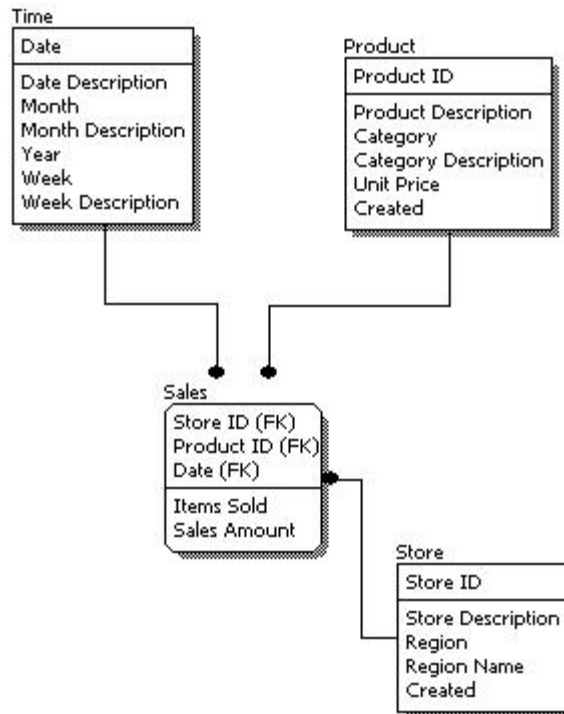 Time
Date
Date Description
Month
Month Description
Year
Week
Week Description
Product
Product ID
Product Description
Category
Category Description
Unit Price
Created
Sales
Store ID (FK)
Product ID (FK)
Date (FK)
Items Sold
Sales Amount
Store
Store ID
Store Description
Region
Region Name
Created